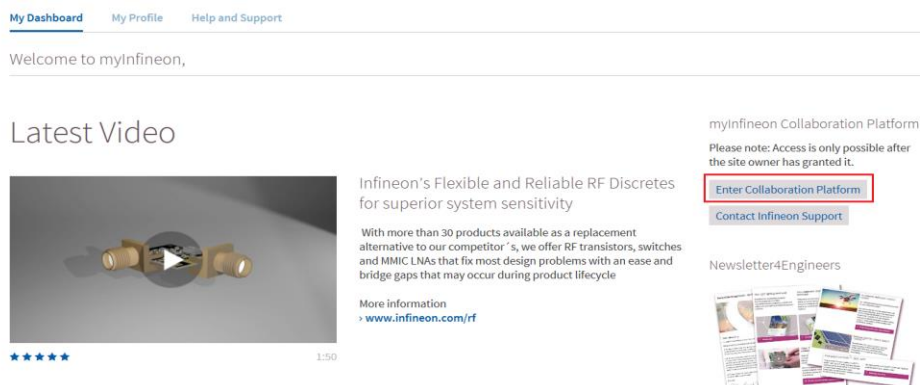 My Dashboard My Profile Help and Support
Welcome to myInfineon,
Latest Video
1:50
Infineon's Flexible and Reliable RF Discretes
for superior system sensitivity
With more than 30 products available as a replacement
alternative to our competitor´s, we offer RF transistors, switches
and MMIC LNAs that fix most design problems with an ease and
bridge gaps that may occur during product lifecycle
More information
› www.infineon.com/rf
myInfineon Collaboration Platform
Please note: Access is only possible after
the site owner has granted it.
Enter Collaboration Platform
Contact Infineon Support
Newsletter4Engineers